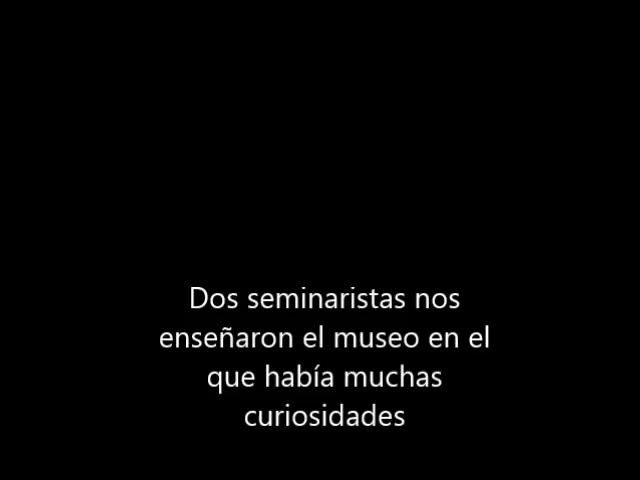 Dos seminaristas nos
enseñaron el museo en el
que había muchas
curiosidades